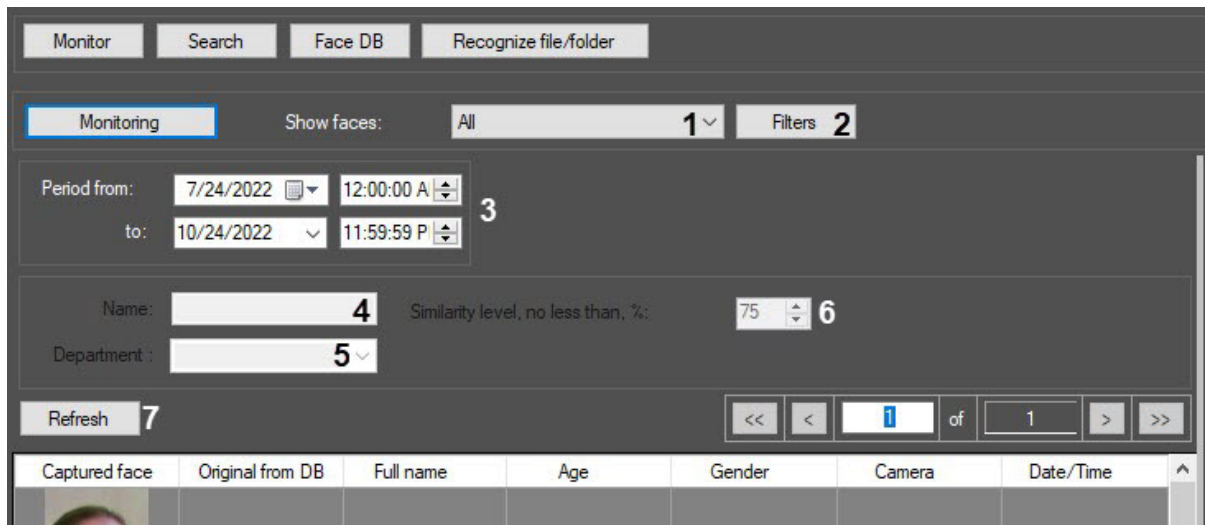 Monitor Search Face DB Recognize file/folder
Monitoring Show faces: All 1 Filters 2
Period from: 7/24/2022 12:00:00 A
3
to: 10/24/2022 11:59:59 P
Name: 4 Similarity level, no less than, %: 75 6
Department : 5
Refresh 7 << < 1 of 1 > >>
Captured face Original from DB Full name Age Gender Camera Date/Time